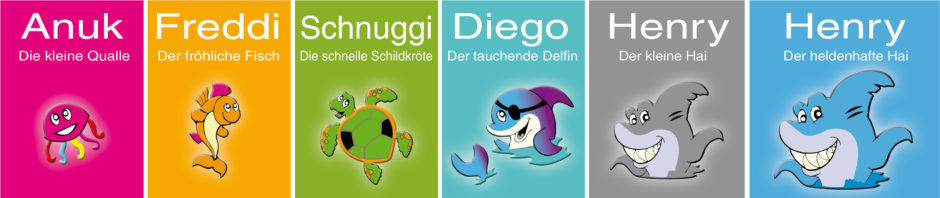 Anuk
Die kleine Qualle
Freddi
Der fröhliche Fisch
Schnuggi
Die schnelle Schildkröte
Diego
Der tauchende Delfin
Henry
Der kleine Hai
Henry
Der heldenhafte Hai